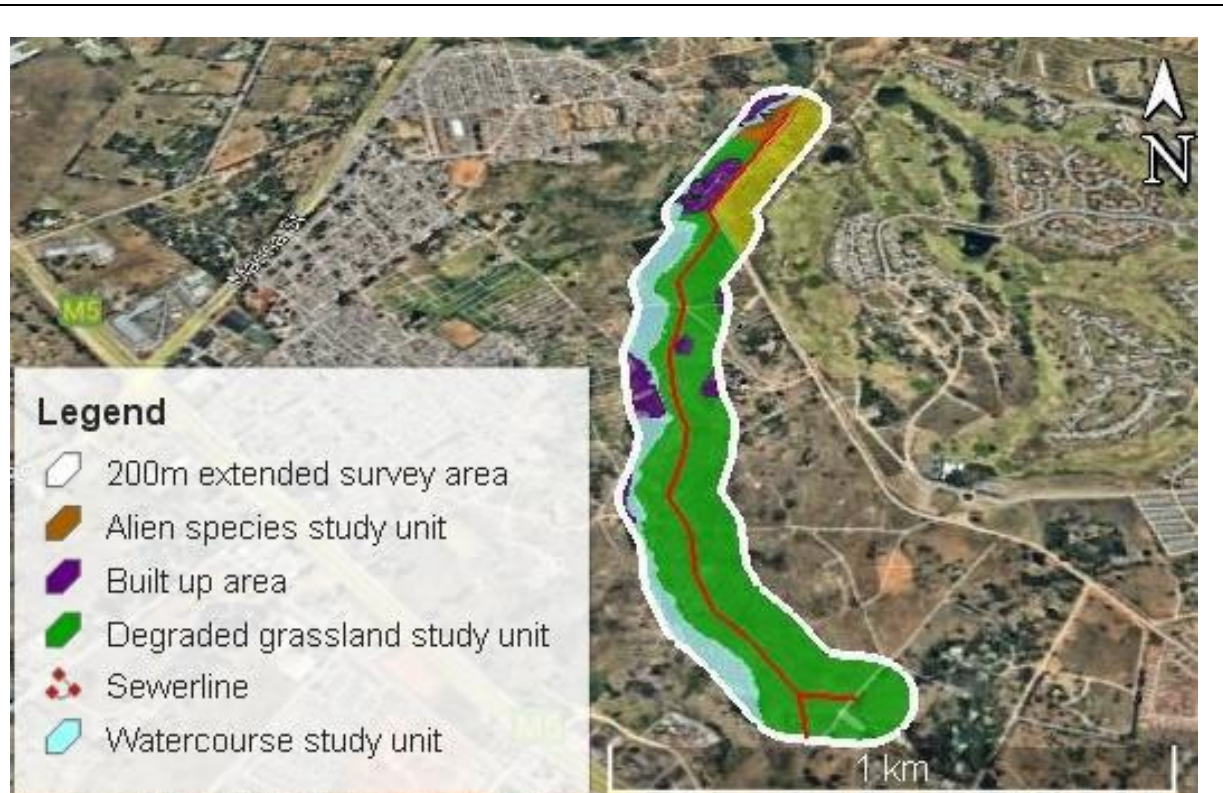 N
M5
Legend
200m extended survey area
Alien species study unit
Built up area
Degraded grassland study unit
Sewerline
Watercourse study unit
1 km